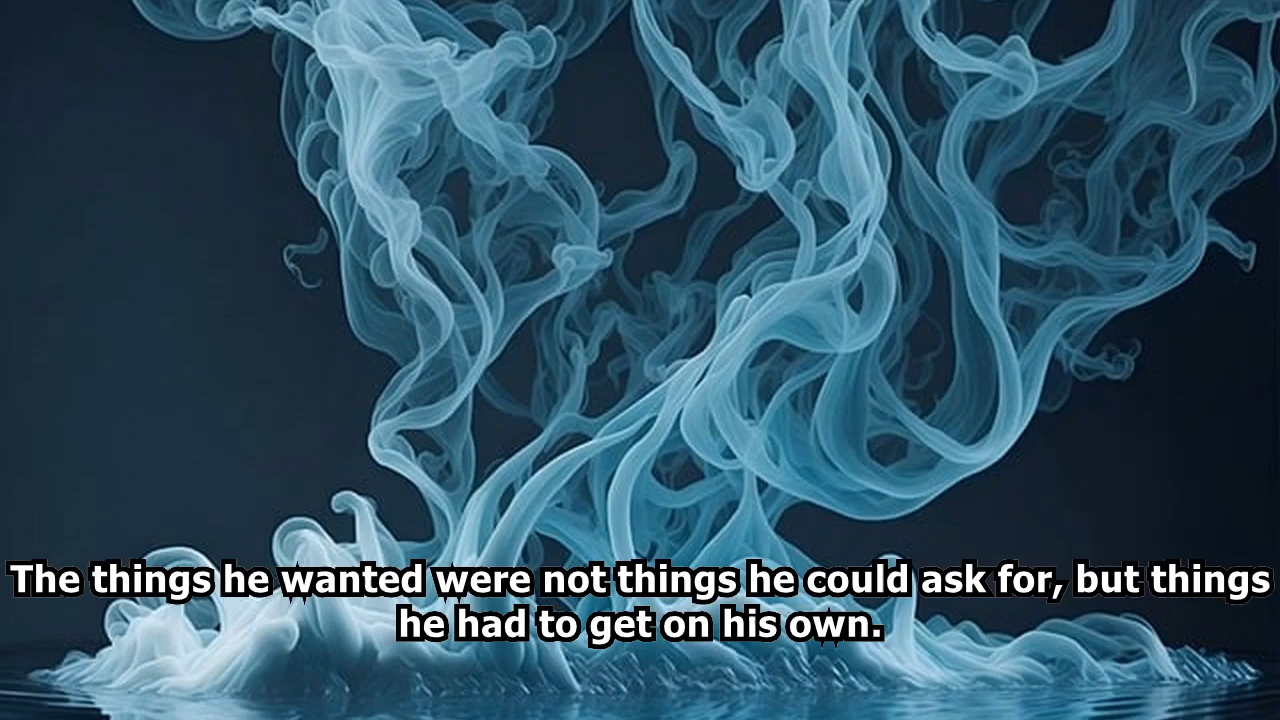 The things he wanted were not things he could ask for, but things
he had to get on his own.